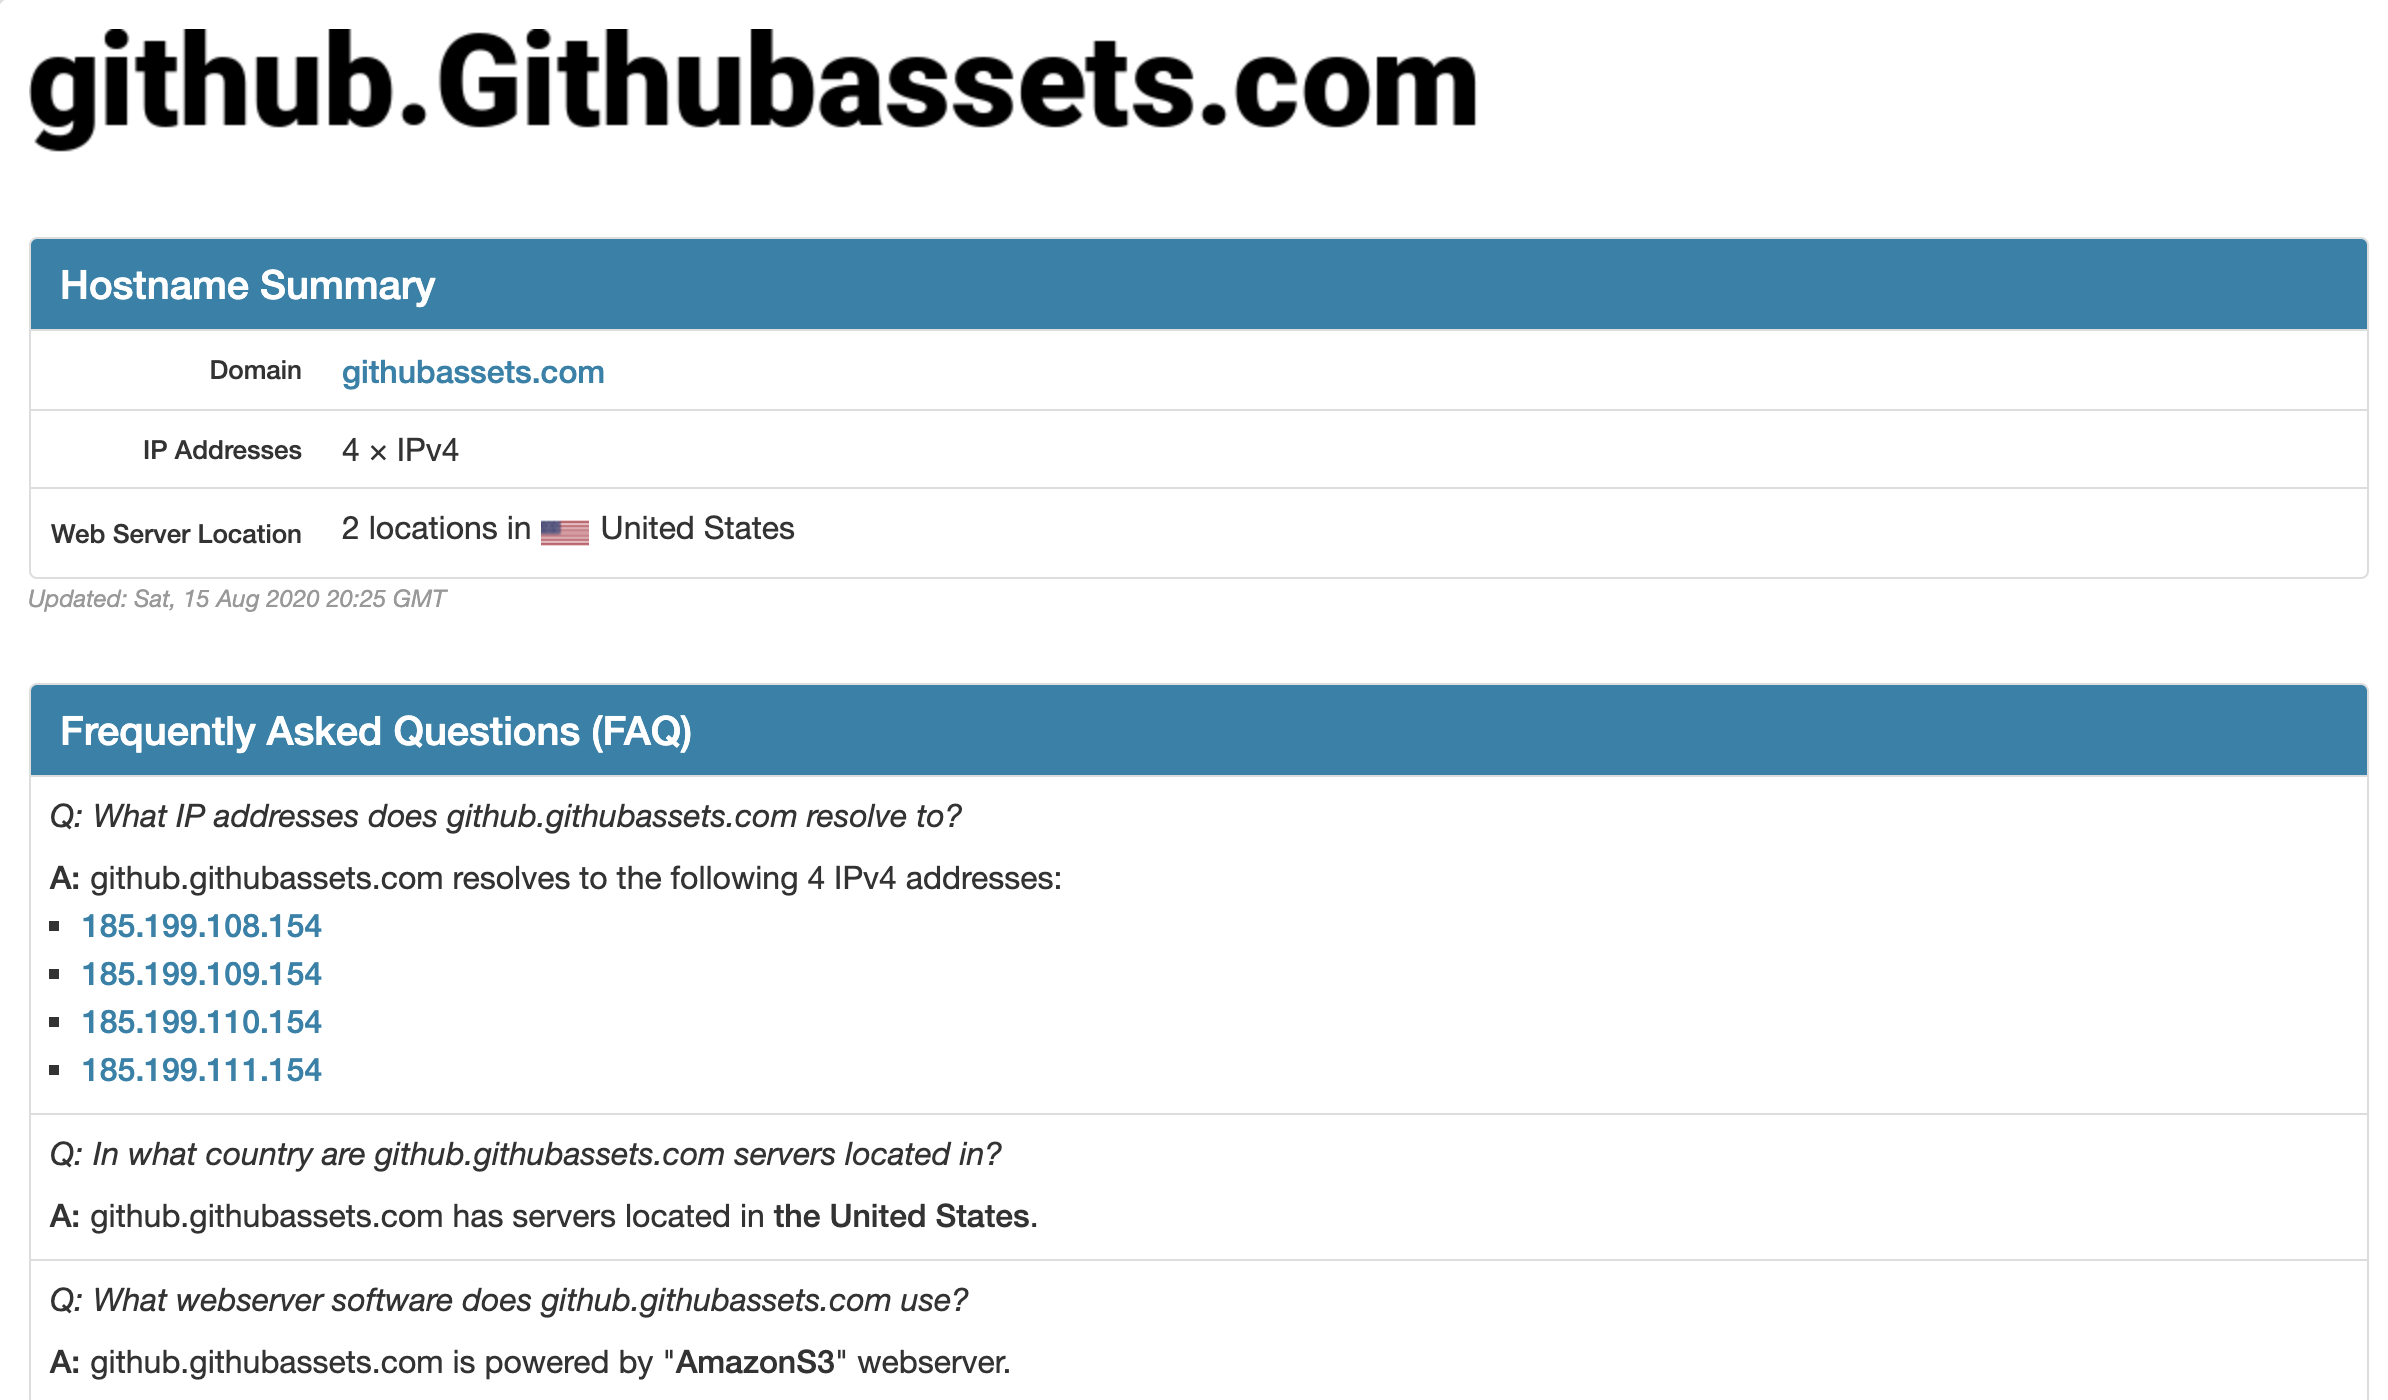 github.Githubassets.com
Hostname Summary
Domain githubassets.com
IP Addresses 4 × IPv4
Web Server Location 2 locations in United States
Updated: Sat, 15 Aug 2020 20:25 GMT
Frequently Asked Questions (FAQ)
Q: What IP addresses does github.githubassets.com resolve to?
A: github.githubassets.com resolves to the following 4 IPv4 addresses:
▪ 185.199.108.154
▪ 185.199.109.154
▪ 185.199.110.154
▪ 185.199.111.154
Q: In what country are github.githubassets.com servers located in?
A: github.githubassets.com has servers located in the United States.
Q: What webserver software does github.githubassets.com use?
A: github.githubassets.com is powered by "AmazonS3" webserver.